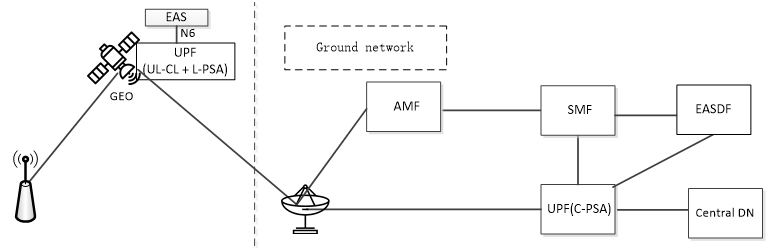 EAS
N6
UPF
(UL-CL + L-PSA)
GEO
Ground network
AMF
SMF
EASDF
UPF(C-PSA)
Central DN